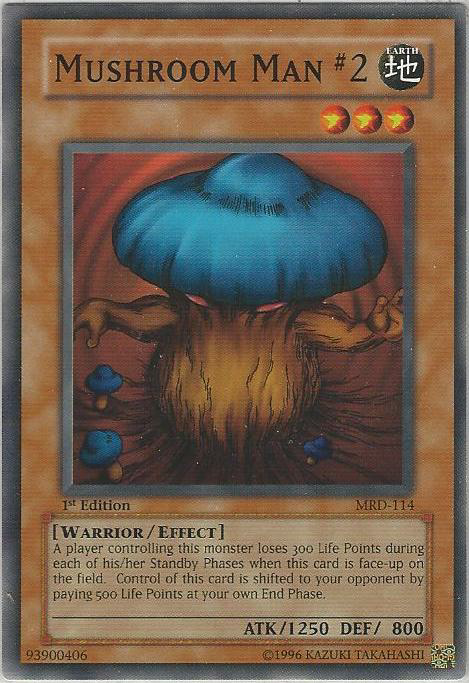 MUSHROOM MAN #2
EARTH
地
1st Edition
MRD-114
[WARRIOR/EFFECT]
A player controlling this monster loses 300 Life Points during
each of his/her Standby Phases when this card is face-up on
the field. Control of this card is shifted to your opponent by
paying 500 Life Points at your own End Phase.
ATK/1250 DEF/ 800
93900406
©1996 KAZUKI TAKAHASHI